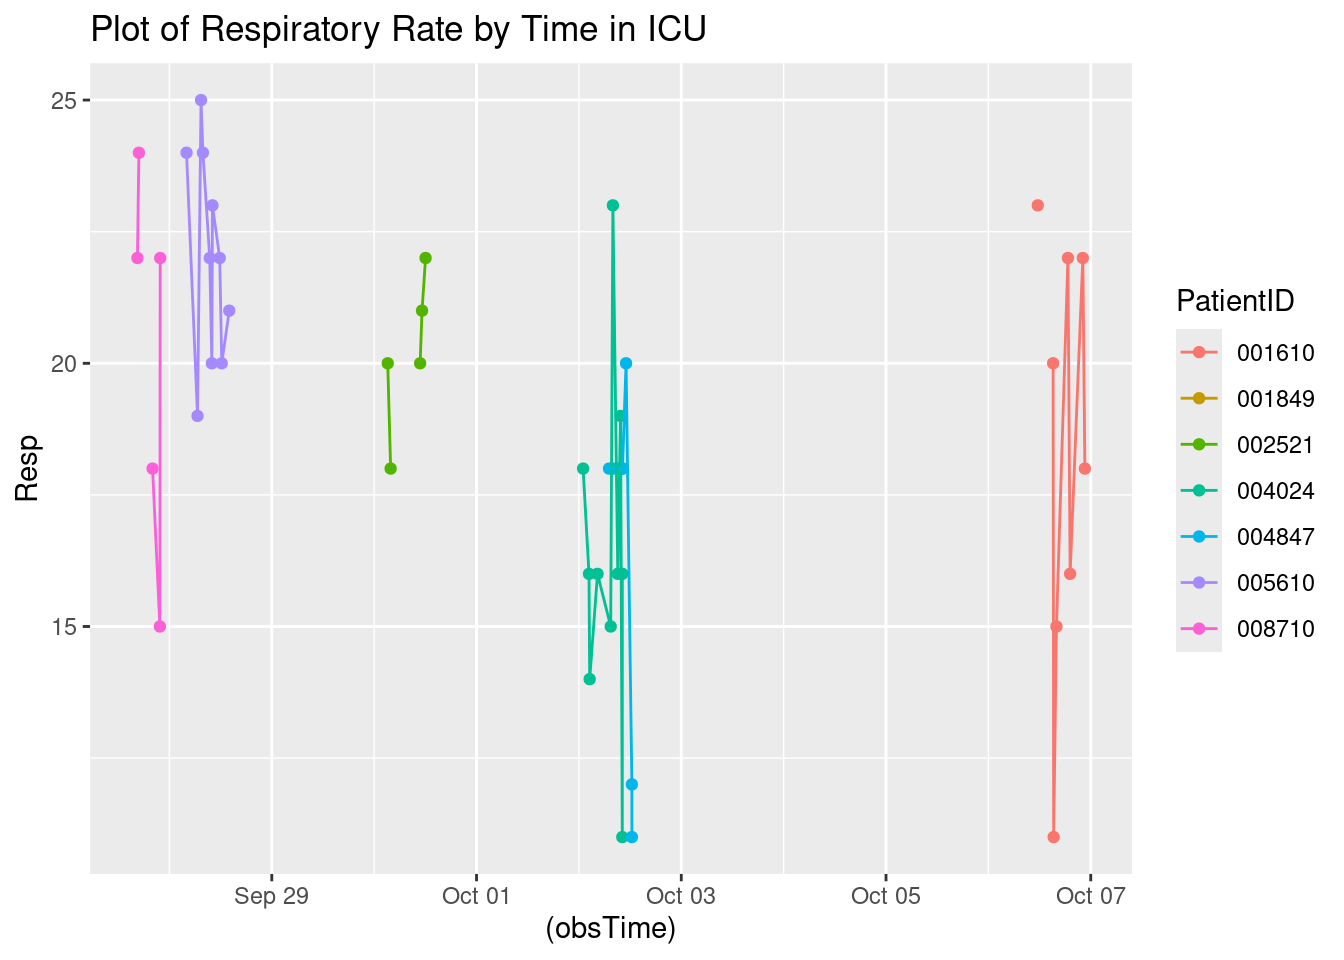 Plot of Respiratory Rate by Time in ICU
25
20
15
Resp
Sep 29
Oct 01
Oct 03
Oct 05
Oct 07
(obsTime)
PatientID
001610
001849
002521
004024
004847
005610
008710